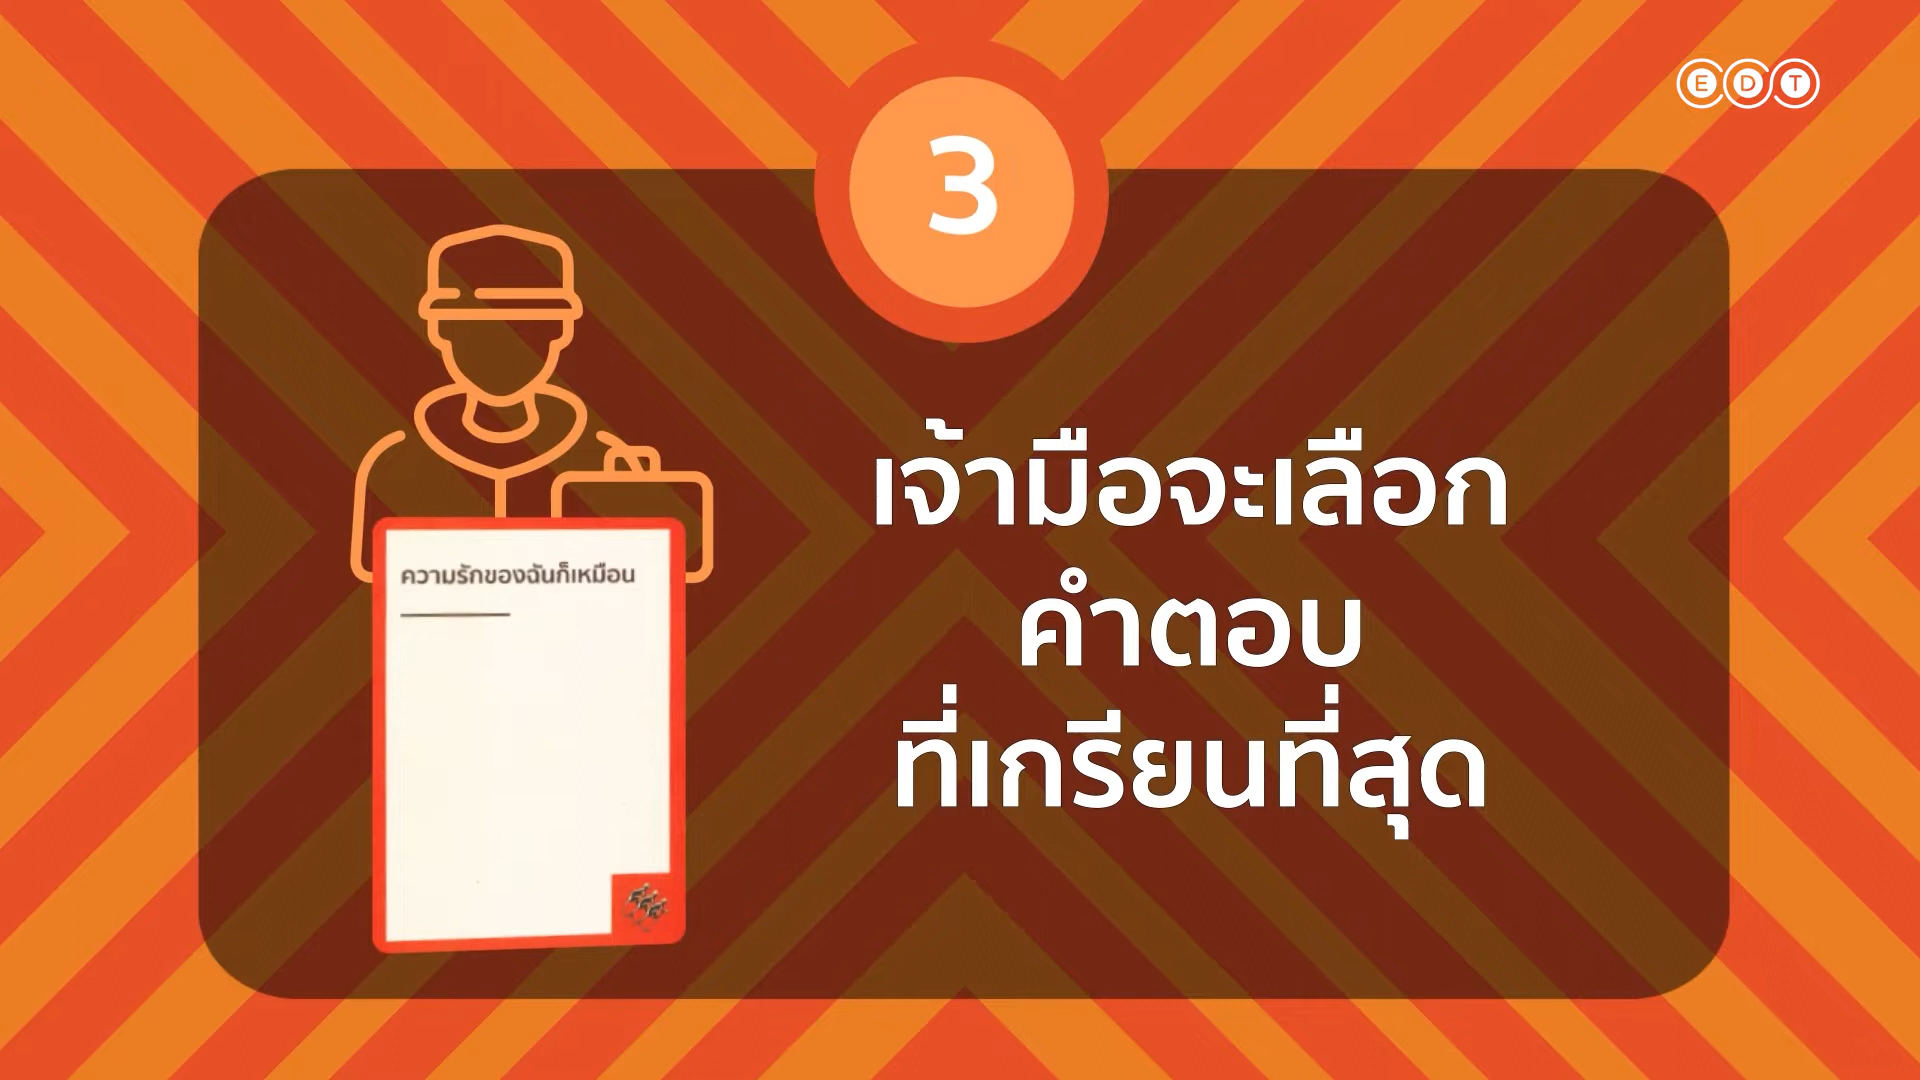 EDT
3
เจ้ามือจะเลือก
คำตอบ
ที่เกรียนที่สุด
ความรักของฉันก็เหมือน